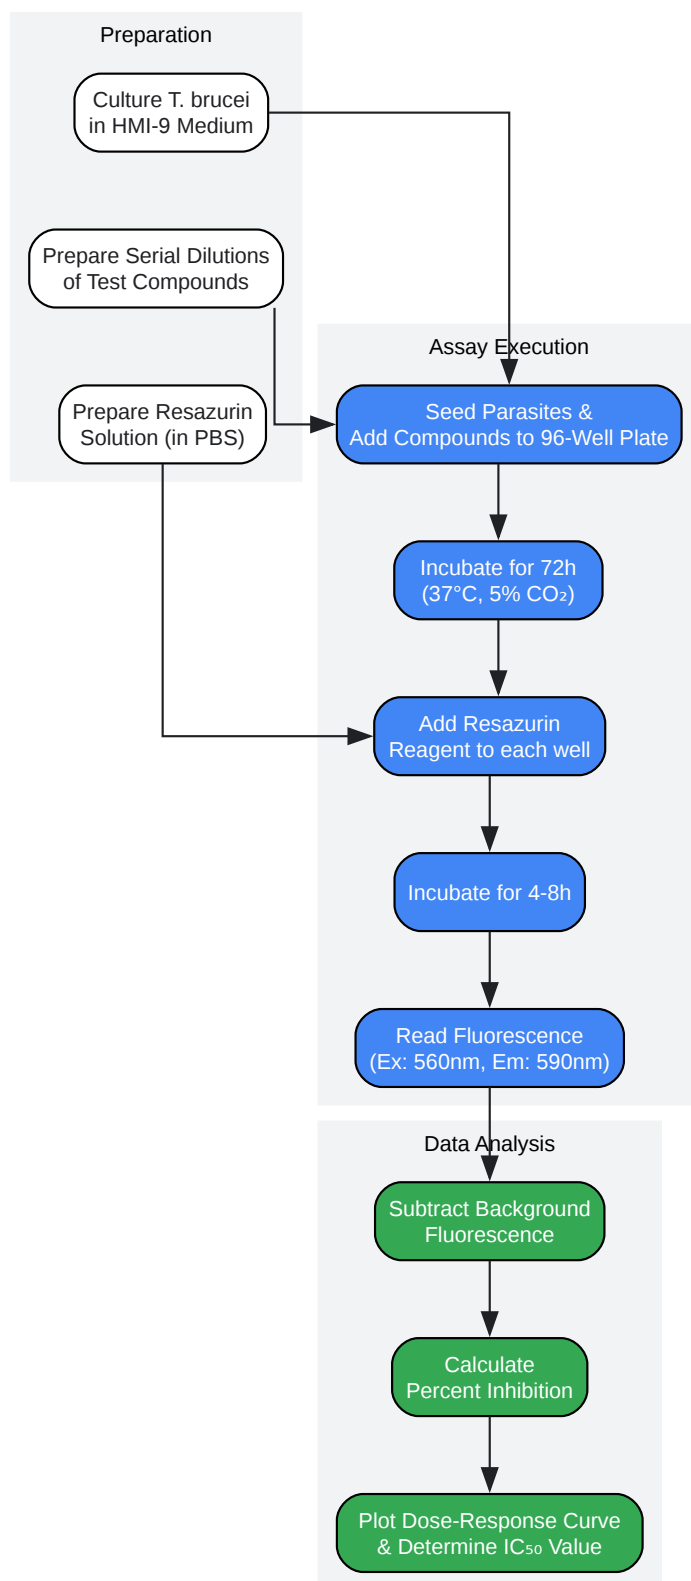 Preparation
Culture T. brucei
in HMI-9 Medium
Prepare Serial Dilutions
of Test Compounds
Prepare Resazurin
Solution (in PBS)
Assay Execution
Seed Parasites &
Add Compounds to 96-Well Plate
Incubate for 72h
(37°C, 5% CO₂)
Add Resazurin
Reagent to each well
Incubate for 4-8h
Read Fluorescence
(Ex: 560nm, Em: 590nm)
Data Analysis
Subtract Background
Fluorescence
Calculate
Percent Inhibition
Plot Dose-Response Curve
& Determine IC₅₀ Value